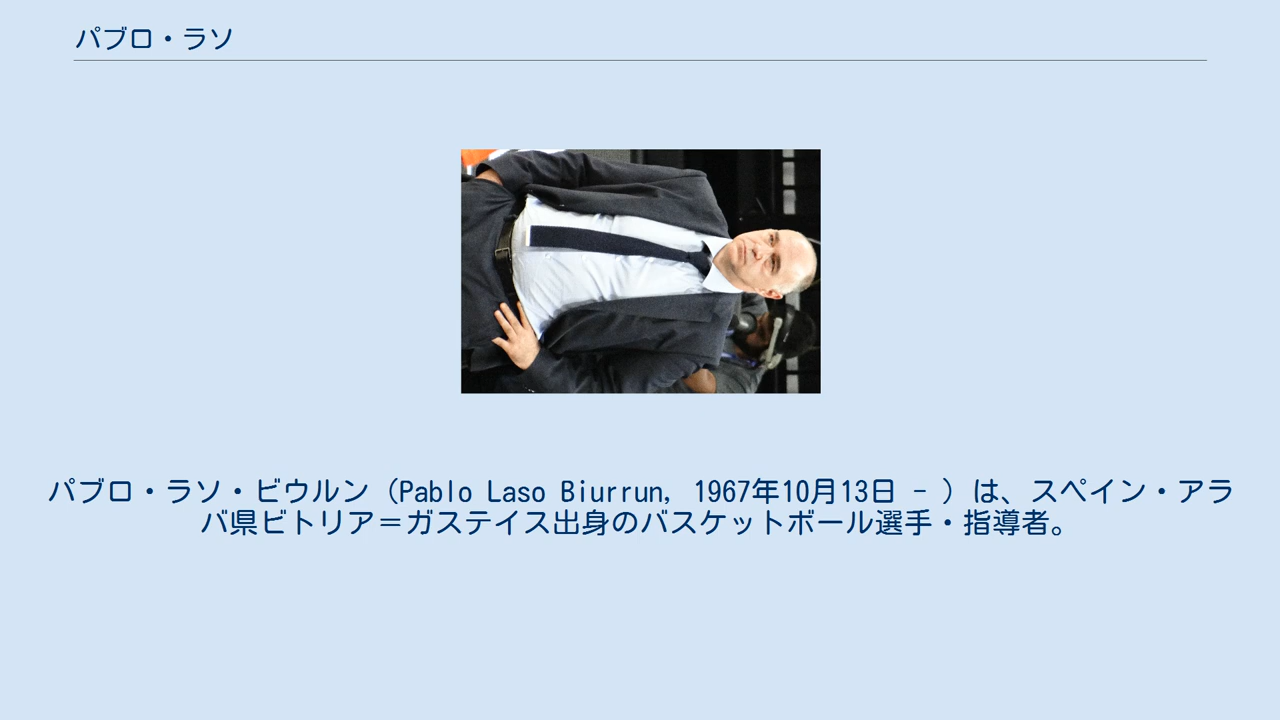 パブロ・ラソ
パブロ・ラソ・ビウルン（Pablo Laso Biurrun, 1967年10月13日 - ）は、スペイン・アラ
バ県ビトリア＝ガステイス出身のバスケットボール選手・指導者。